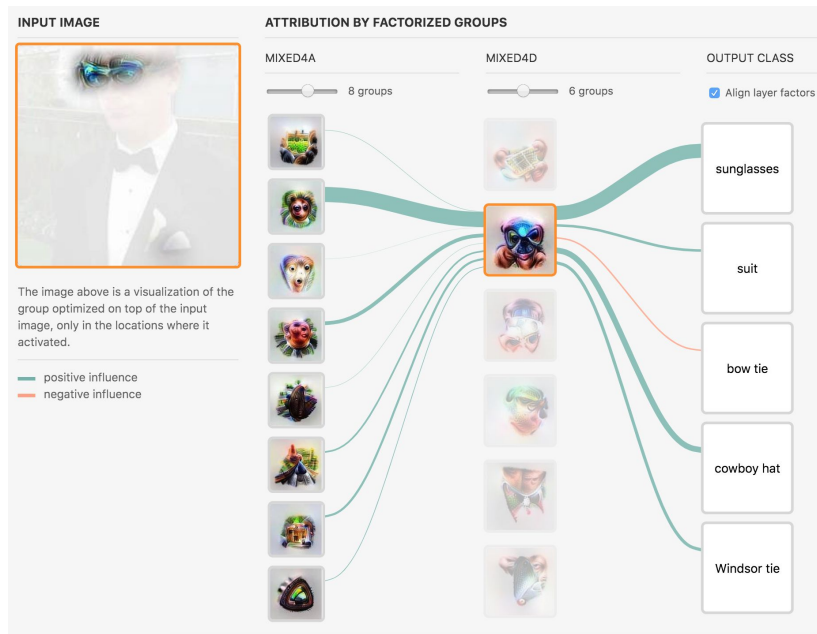 INPUT IMAGE
ATTRIBUTION BY FACTORIZED GROUPS
MIXED4A
MIXED4D
OUTPUT CLASS
8 groups
6 groups
Align layer factors
sunglasses
suit
bow tie
cowboy hat
Windsor tie
The image above is a visualization of the
group optimized on top of the input
image, only in the locations where it
activated.
positive influence
negative influence